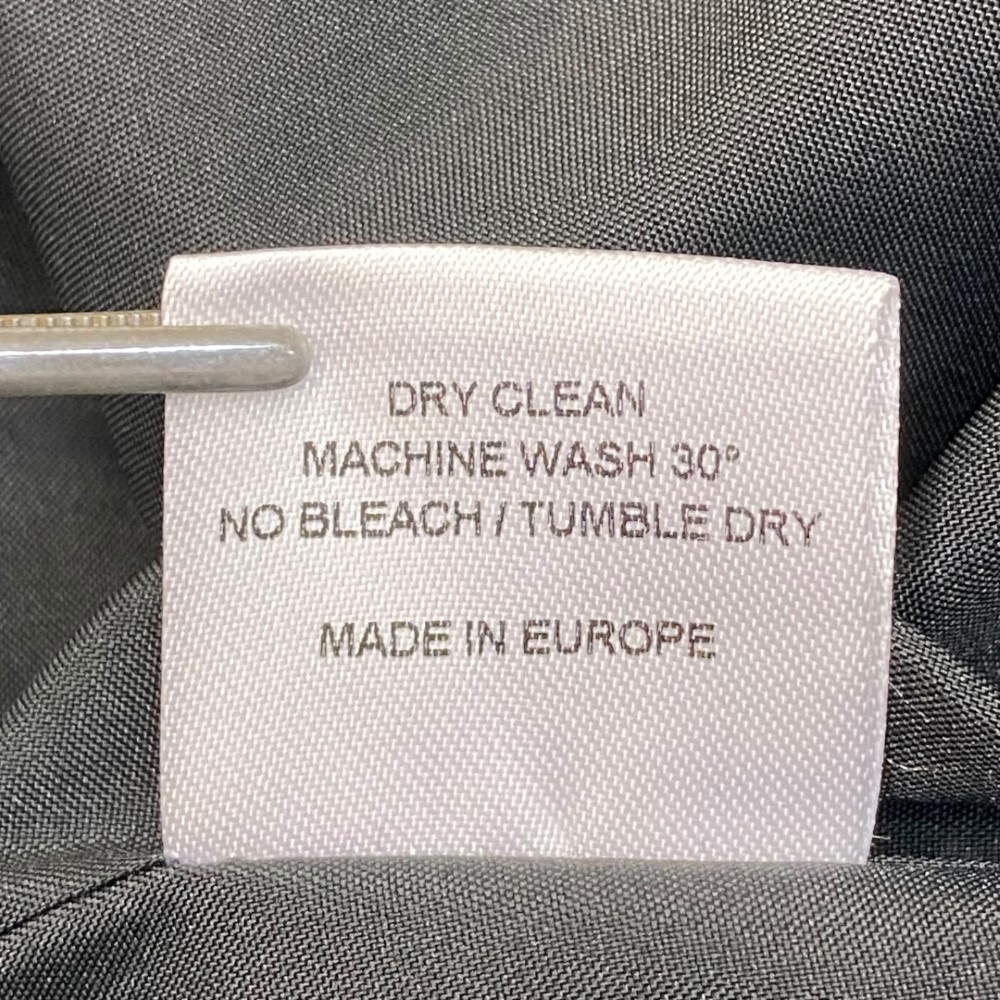 DRY CLEAN
MACHINE WASH 30°
NO BLEACH / TUMBLE DRY
MADE IN EUROPE